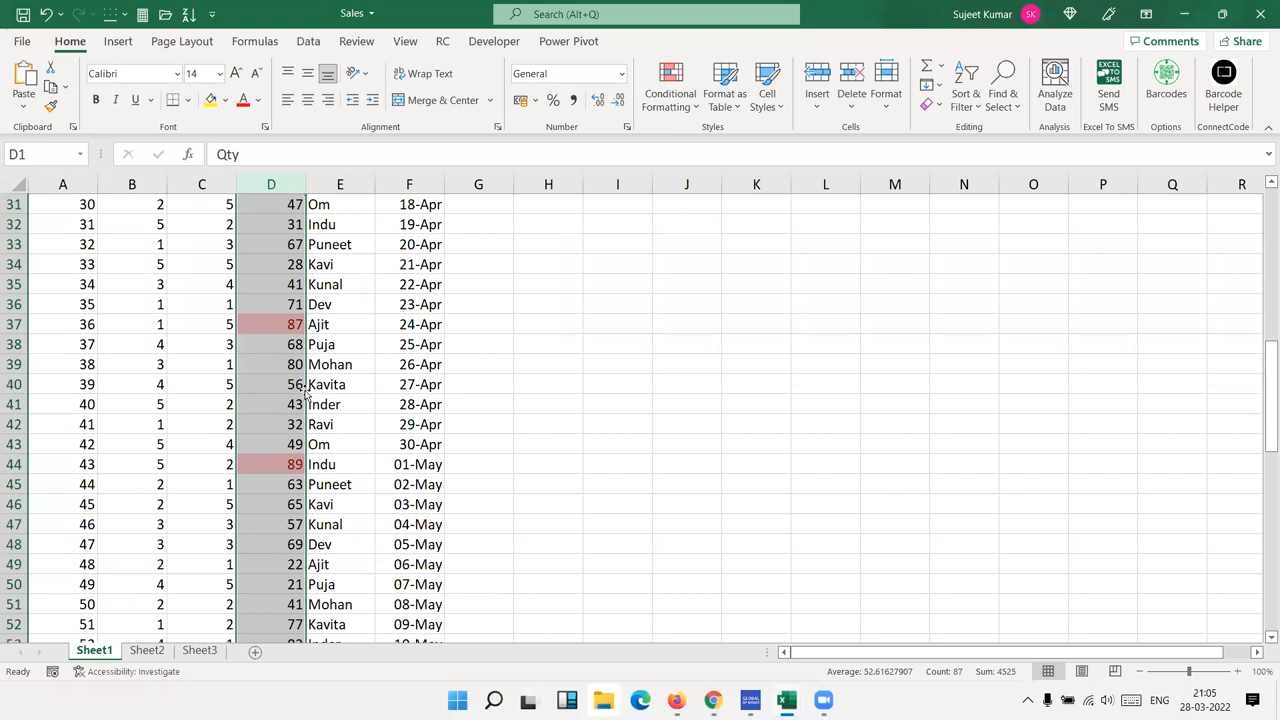 Sales
Search (Alt+Q)
Sujeet Kumar
SK
File Home Insert Page Layout Formulas Data Review View RC Developer Power Pivot
Comments
Share
Paste
Clipboard
Calibri
14
B I U
Font
Wrap Text
Merge & Center
Alignment
General
Number
Conditional Formatting
Format as Table
Cell Styles
Styles
Insert
Delete
Format
Cells
Sort & Filter
Find & Select
Editing
Analyze Data
Analysis
Send SMS
Excel To SMS
Barcodes
Options
Barcode Helper
ConnectCode
D1
Qty
A B C D E F G H I J K L M N O P Q R
31 30 2 5 47 Om 18-Apr
32 31 5 2 31 Indu 19-Apr
33 32 1 3 67 Puneet 20-Apr
34 33 5 5 28 Kavi 21-Apr
35 34 3 4 41 Kunal 22-Apr
36 35 1 1 71 Dev 23-Apr
37 36 1 5 87 Ajit 24-Apr
38 37 4 3 68 Puja 25-Apr
39 38 3 1 80 Mohan 26-Apr
40 39 4 5 56 Kavita 27-Apr
41 40 5 2 43 Inder 28-Apr
42 41 1 2 32 Ravi 29-Apr
43 42 5 4 49 Om 30-Apr
44 43 5 2 89 Indu 01-May
45 44 2 1 63 Puneet 02-May
46 45 2 5 65 Kavi 03-May
47 46 3 3 57 Kunal 04-May
48 47 3 3 69 Dev 05-May
49 48 2 1 22 Ajit 06-May
50 49 4 5 21 Puja 07-May
51 50 2 2 41 Mohan 08-May
52 51 1 2 77 Kavita 09-May
Sheet1 Sheet2 Sheet3
Ready
Accessibility: Investigate
Average: 52.61627907 Count: 87 Sum: 4525
100%
ENG
21:05
28-03-2022